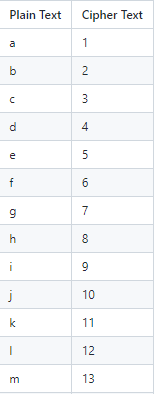 Plain Text Cipher Text
a 1
b 2
c 3
d 4
e 5
f 6
g 7
h 8
i 9
j 10
k 11
l 12
m 13